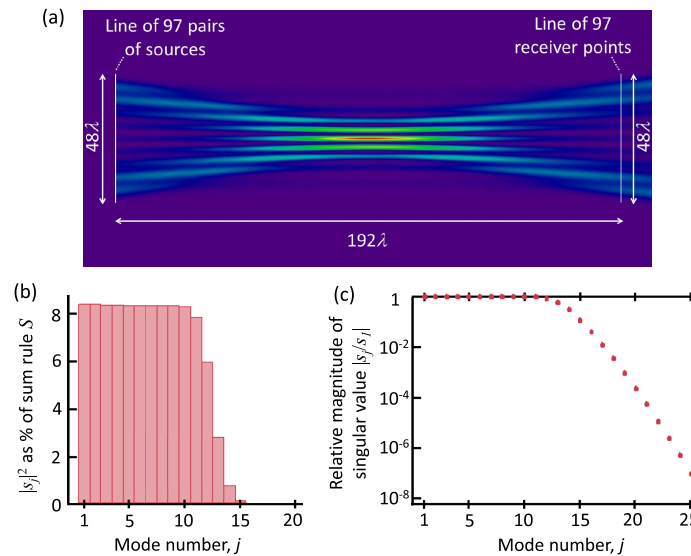 (a)
Line of 97 pairs
of sources
Line of 97
receiver points
48λ
48λ
192λ
(b)
|sj|² as % of sum rule S
8
6
4
2
0
1 5 10 15 20
Mode number, j
(c)
Relative magnitude of
singular value |sj/s1|
1
10⁻²
10⁻⁴
10⁻⁶
10⁻⁸
1 5 10 15 20 25
Mode number, j